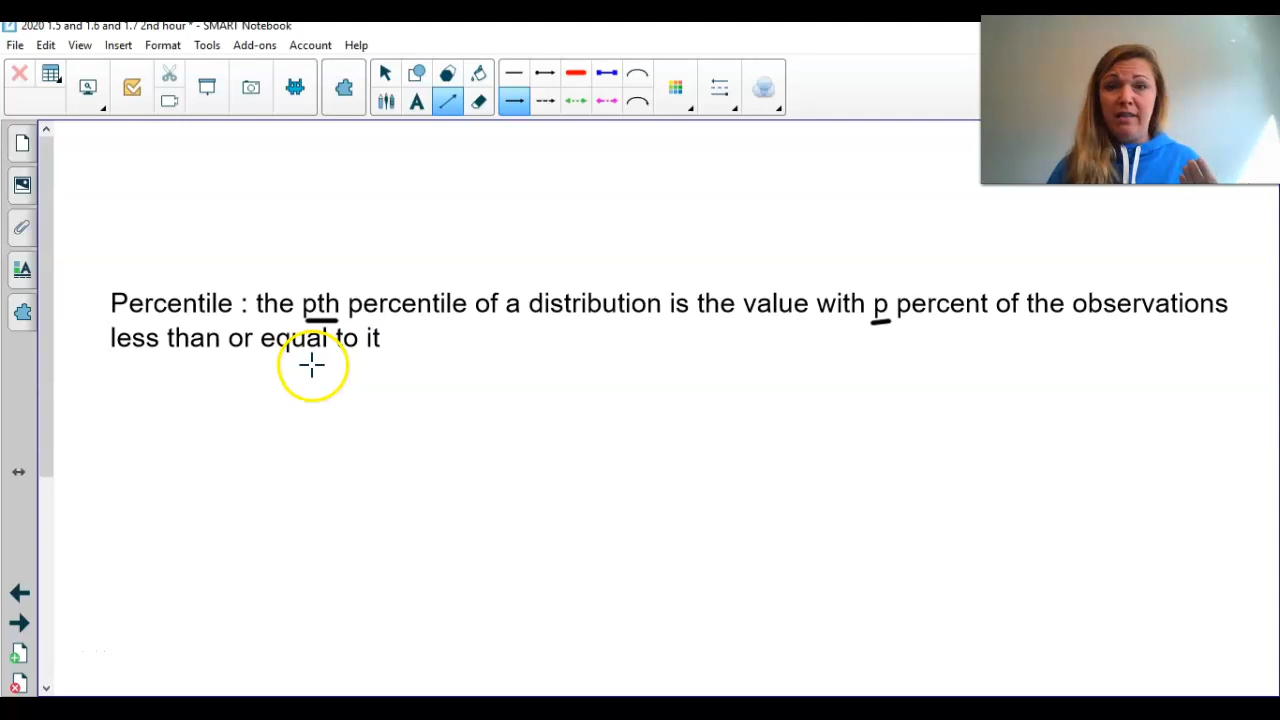 2020 1.5 and 1.6 and 1.7 2nd hour * - SMART Notebook
File Edit View Insert Format Tools Add-ons Account Help
Percentile : the pth percentile of a distribution is the value with p percent of the observations
less than or equal to it